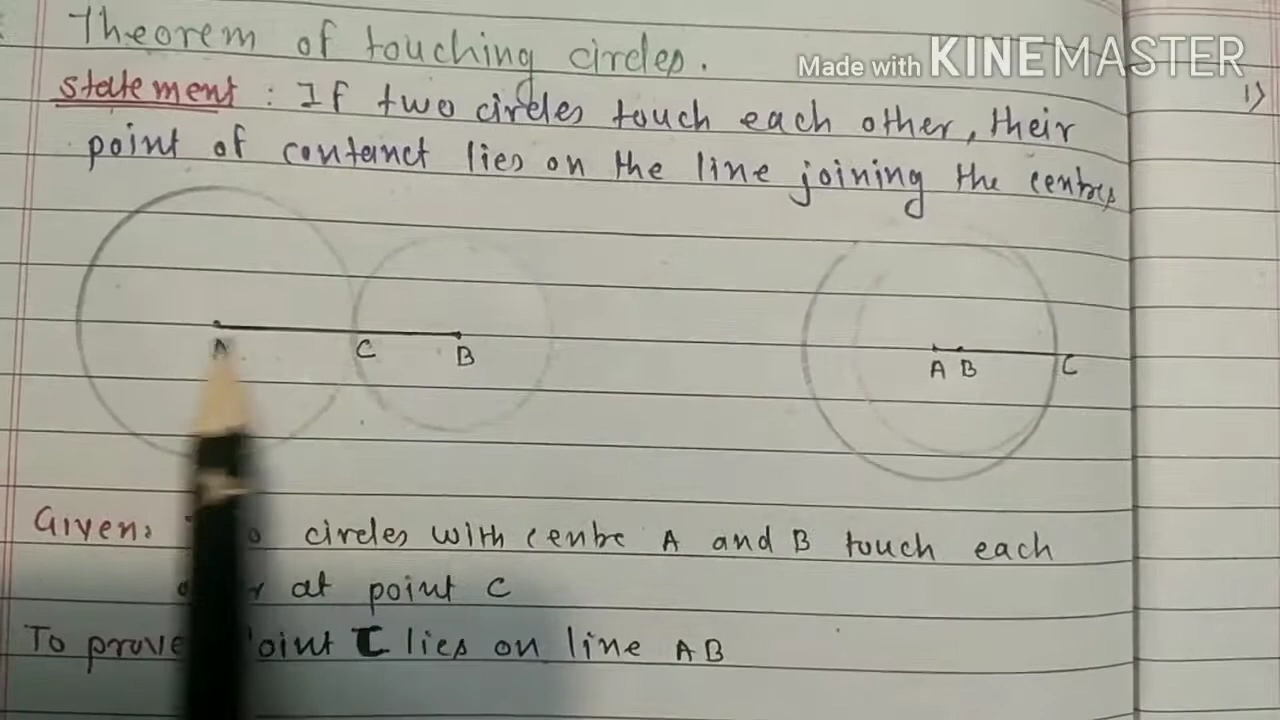 Theorem of touching circles.
Made with KINEMASTER
statement : If two circles touch each other, their
1)
point of contanct lies on the line joining the centres
A C B
A B C
Given: circles with centre A and B touch each
at point C
To prove point C lies on line AB